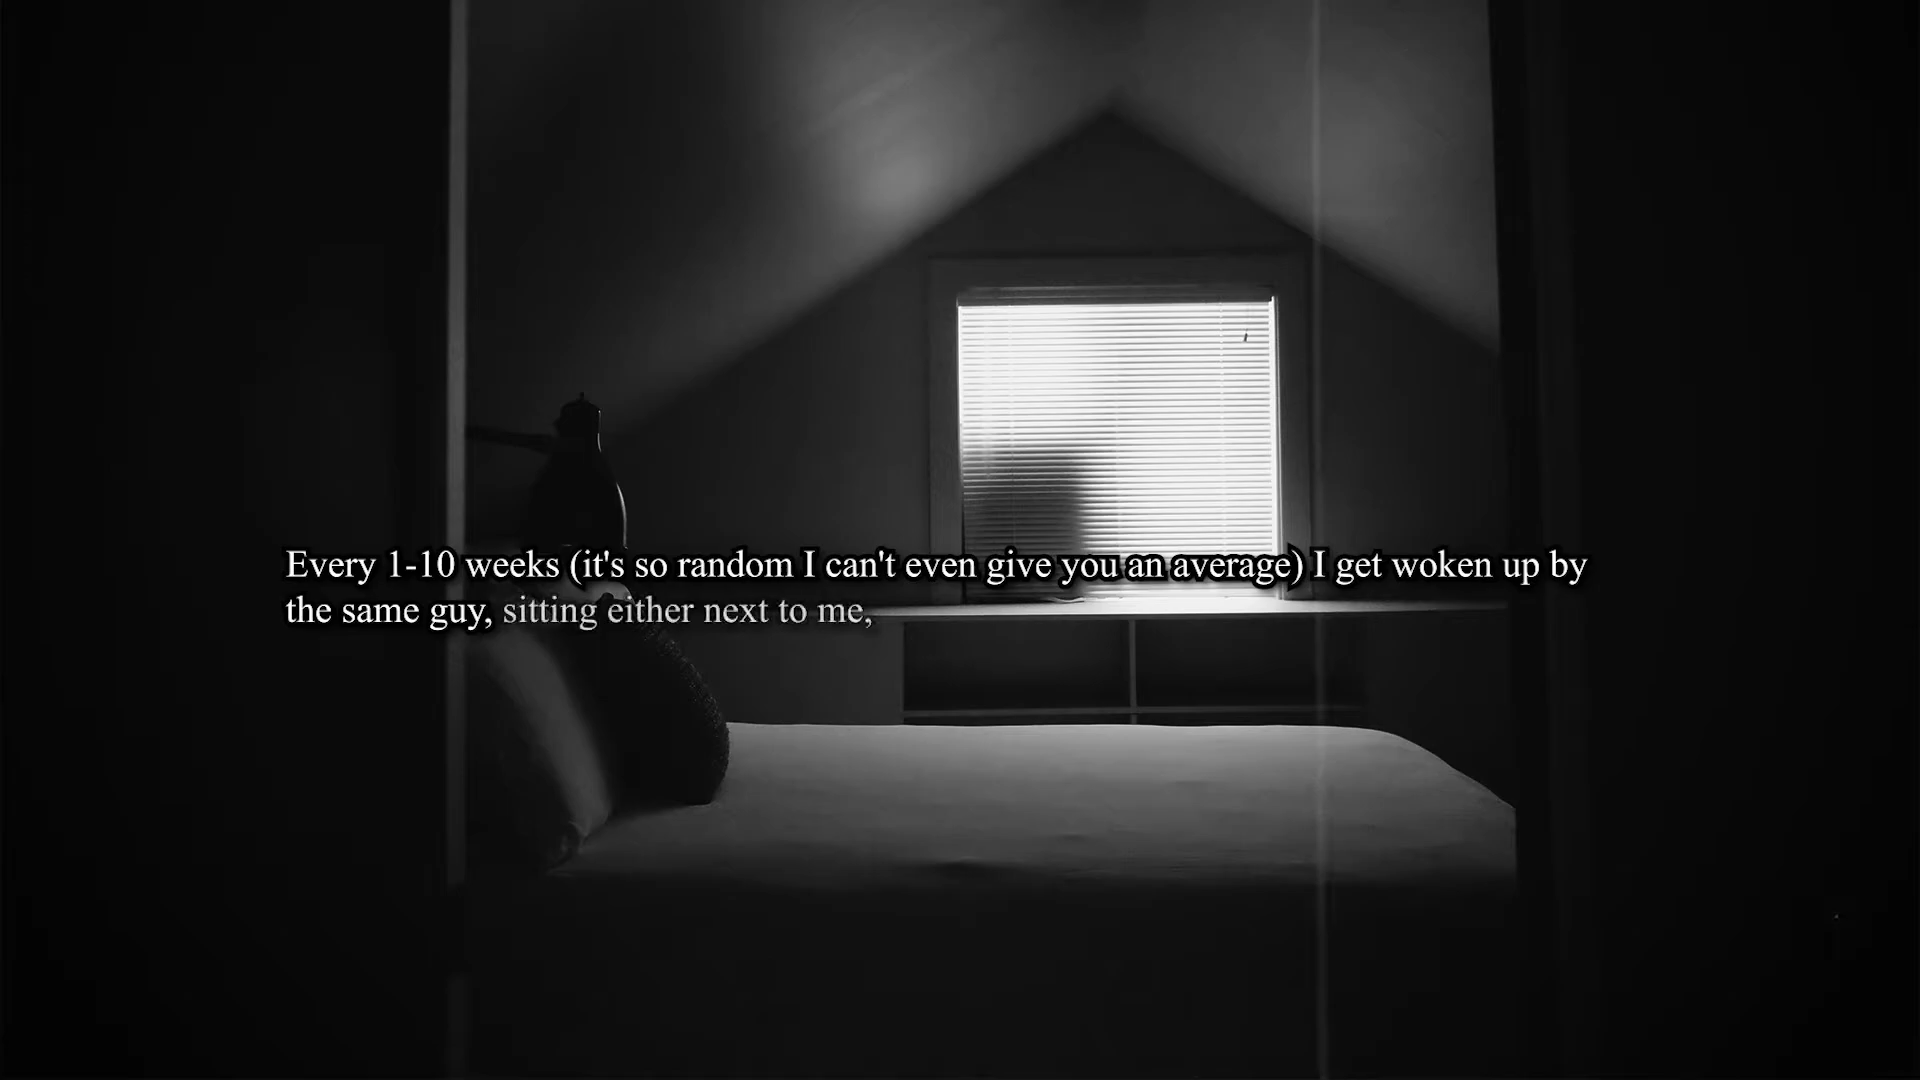 Every 1-10 weeks (it's so random I can't even give you an average) I get woken up by
the same guy, sitting either next to me,